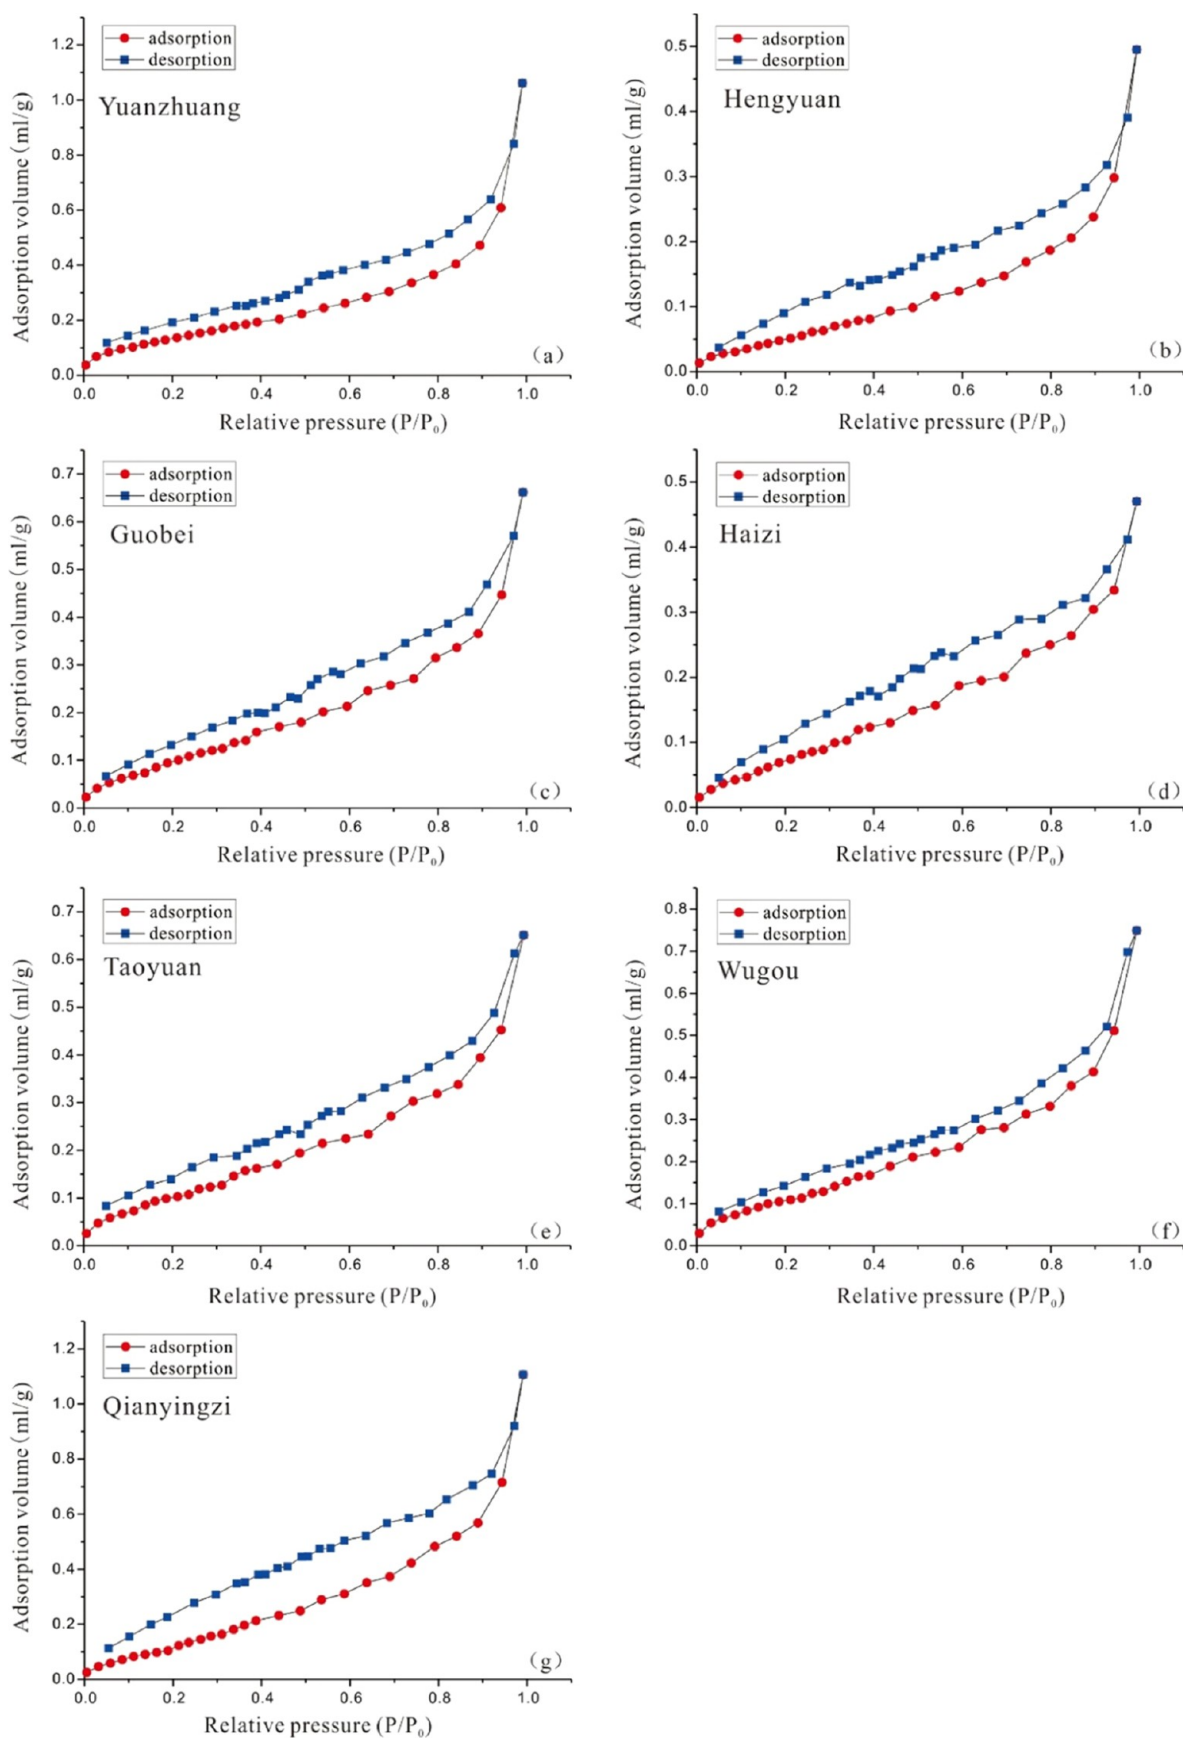 adsorption
desorption
Yuanzhuang
Adsorption volume (ml/g)
1.2
1.0
0.8
0.6
0.4
0.2
0.0
0.0 0.2 0.4 0.6 0.8 1.0
(a)
Relative pressure (P/P₀)
adsorption
desorption
Hengyuan
Adsorption volume (ml/g)
0.5
0.4
0.3
0.2
0.1
0.0
0.0 0.2 0.4 0.6 0.8 1.0
(b)
Relative pressure (P/P₀)
adsorption
desorption
Guobei
Adsorption volume (ml/g)
0.7
0.6
0.5
0.4
0.3
0.2
0.1
0.0
0.0 0.2 0.4 0.6 0.8 1.0
(c)
Relative pressure (P/P₀)
adsorption
desorption
Haizi
Adsorption volume (ml/g)
0.5
0.4
0.3
0.2
0.1
0.0
0.0 0.2 0.4 0.6 0.8 1.0
(d)
Relative pressure (P/P₀)
adsorption
desorption
Taoyuan
Adsorption volume (ml/g)
0.7
0.6
0.5
0.4
0.3
0.2
0.1
0.0
0.0 0.2 0.4 0.6 0.8 1.0
(e)
Relative pressure (P/P₀)
adsorption
desorption
Wugou
Adsorption volume (ml/g)
0.8
0.7
0.6
0.5
0.4
0.3
0.2
0.1
0.0
0.0 0.2 0.4 0.6 0.8 1.0
(f)
Relative pressure (P/P₀)
adsorption
desorption
Qianyingzi
Adsorption volume (ml/g)
1.2
1.0
0.8
0.6
0.4
0.2
0.0
0.0 0.2 0.4 0.6 0.8 1.0
(g)
Relative pressure (P/P₀)